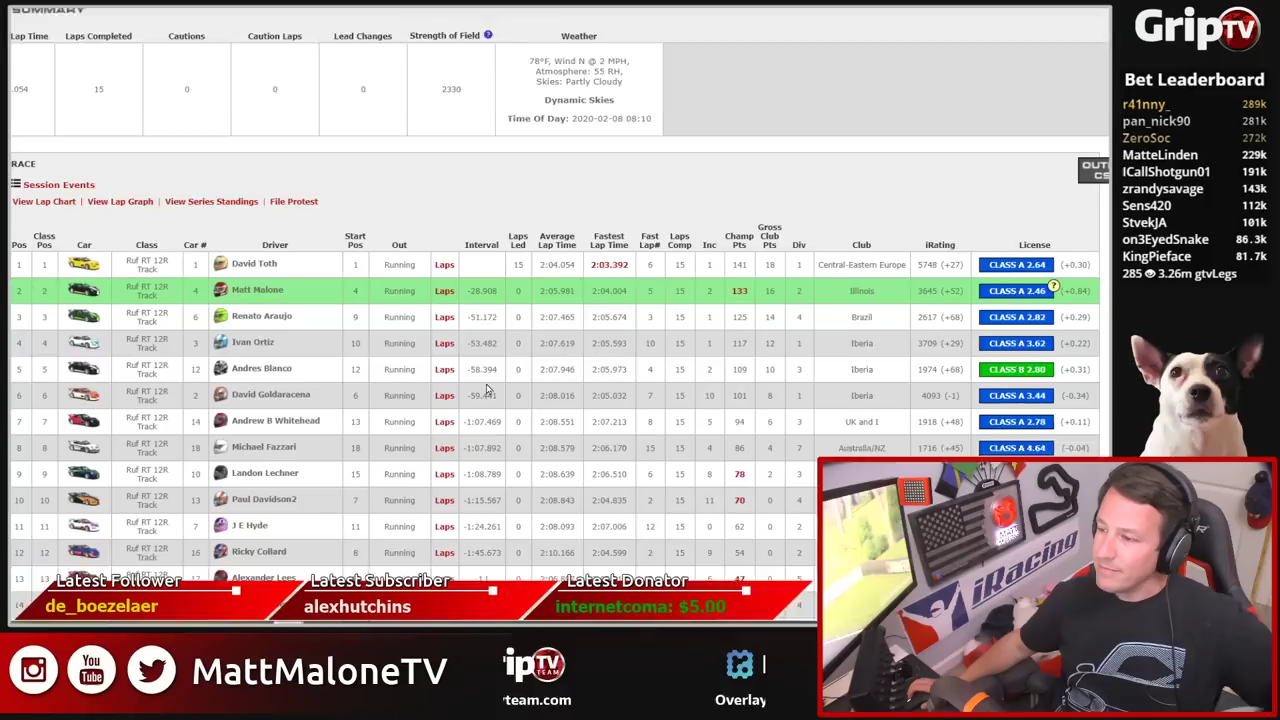 SUMMARY
Lap Time Laps Completed Cautions Caution Laps Lead Changes Strength of Field ? Weather
.054 15 0 0 0 2330
78°F, Wind N @ 2 MPH,
Atmosphere: 55 RH,
Skies: Partly Cloudy
Dynamic Skies
Time Of Day: 2020-02-08 08:10
RACE
Session Events
View Lap Chart | View Lap Graph | View Series Standings | File Protest
Pos Class Pos Car Class Car # Driver Start Pos Out Interval Laps Led Average Lap Time Fastest Lap Time Fast Lap# Laps Comp Inc Champ Pts Gross Club Pts Div Club iRating License
1 1 Ruf RT 12R Track 1 David Toth 1 Running Laps 15 2:04.054 2:03.392 6 15 1 141 18 1 Central-Eastern Europe 5748 (+27) CLASS A 2.64 (+0.30)
2 2 Ruf RT 12R Track 4 Matt Malone 4 Running Laps -28.908 0 2:05.981 2:04.004 5 15 2 133 16 2 Illinois 3645 (+52) CLASS A 2.46 ? (+0.84)
3 3 Ruf RT 12R Track 6 Renato Araujo 9 Running Laps -51.172 0 2:07.465 2:05.674 3 15 1 125 14 4 Brazil 2617 (+68) CLASS A 2.82 (+0.29)
4 4 Ruf RT 12R Track 3 Ivan Ortiz 10 Running Laps -53.482 0 2:07.619 2:05.593 10 15 1 117 12 1 Iberia 3709 (+29) CLASS A 3.62 (+0.22)
5 5 Ruf RT 12R Track 12 Andres Blanco 12 Running Laps -58.394 0 2:07.946 2:05.973 4 15 2 109 10 3 Iberia 1974 (+68) CLASS B 2.80 (+0.31)
6 6 Ruf RT 12R Track 2 David Goldaracena 6 Running Laps 0 2:08.016 2:05.032 7 15 10 101 8 1 Iberia 4093 (-1) CLASS A 3.44 (-0.34)
7 7 Ruf RT 12R Track 14 Andrew B Whitehead 13 Running Laps -1:07.469 0 2:08.551 2:07.213 8 15 5 94 6 3 UK and I 1918 (+48) CLASS A 2.78 (+0.11)
8 8 Ruf RT 12R Track 18 Michael Fazzari 18 Running Laps -1:07.892 0 2:08.579 2:06.170 15 15 4 86 4 7 Australia/NZ 1716 (+45) CLASS A 4.64 (-0.04)
9 9 Ruf RT 12R Track 10 Landon Lechner 15 Running Laps -1:08.789 0 2:08.639 2:06.510 6 15 8 78 2 3
10 10 Ruf RT 12R Track 13 Paul Davidson2 7 Running Laps -1:15.567 0 2:08.843 2:04.835 2 15 11 70 0 4
11 11 Ruf RT 12R Track 7 J E Hyde 11 Running Laps -1:24.261 0 2:08.093 2:07.006 12 15 0 62 0 2
12 12 Ruf RT 12R Track 16 Ricky Collard 8 Running Laps -1:45.673 0 2:10.166 2:04.599 2 15 9 54 0 2
13 13 Ruf RT 12R Alexander Lees Running Laps 47
4
GripTV
Bet Leaderboard
r41nny_ 289k
pan_nick90 281k
ZeroSoc 272k
MatteLinden 229k
ICallShotgun01 191k
zrandysavage 143k
Sens420 112k
StvekJA 101k
on3EyedSnake 86.3k
KingPieface 81.7k
285 3.26m gtvLegs
iRacing
Latest Follower
de_boezelaer
Latest Subscriber
alexhutchins
Latest Donator
internetcoma: $5.00
You Tube
MattMaloneTV
ipTV
TEAM
rteam.com
Overlay